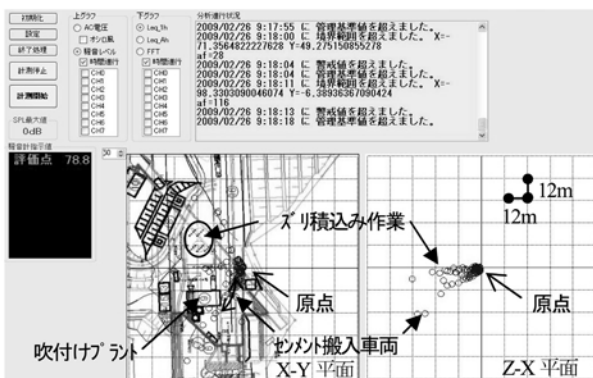 初期化
設定
終了処理
計測停止
計測開始
SPL最大値
0dB
騒音計指示値
評価点 78.8
50
上グラフ
AC電圧
オシロ風
騒音レベル
時間進行
CH0
CH1
CH2
CH3
CH4
CH5
CH6
CH7
下グラフ
Leq_1h
Leq_Ah
FFT
時間進行
CH0
CH1
CH2
CH3
CH4
CH5
CH6
CH7
分析進行状況
2009/02/26 9:17:55 に 管理基準値を超えました。
2009/02/26 9:18:00 に 境界範囲を超えました。 X=-
71.3564822227628 Y=49.275150855278
af=28
2009/02/26 9:18:04 に 警戒値を超えました。
2009/02/26 9:18:04 に 管理基準値を超えました。
2009/02/26 9:18:11 に 境界範囲を超えました。 X=-
98.3303090046074 Y=-6.38936367090424
af=116
2009/02/26 9:18:13 に 警戒値を超えました。
2009/02/26 9:18:18 に 管理基準値を超えました。
12m
12m
ズリ積込み作業
原点
原点
吹付けプラント
センメント搬入車両
X-Y 平面
Z-X 平面